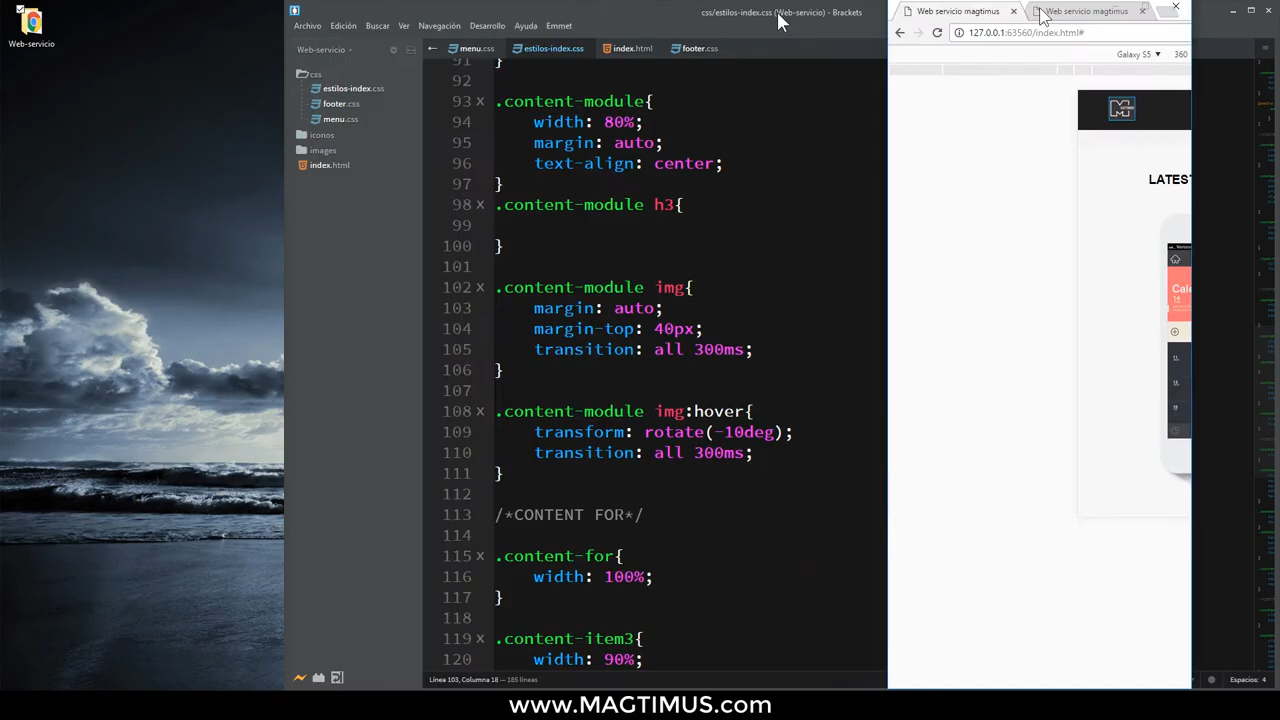 Web-servicio
css/estilos-index.css (Web-servicio) - Brackets
Archivo Edición Buscar Ver Navegación Desarrollo Ayuda Emmet
Web-servicio
css
estilos-index.css
footer.css
menu.css
iconos
images
index.html
menu.css estilos-index.css index.html footer.css
91 }
92
93 .content-module{
94 width: 80%;
95 margin: auto;
96 text-align: center;
97 }
98 .content-module h3{
99
100 }
101
102 .content-module img{
103 margin: auto;
104 margin-top: 40px;
105 transition: all 300ms;
106 }
107
108 .content-module img:hover{
109 transform: rotate(-10deg);
110 transition: all 300ms;
111 }
112
113 /*CONTENT FOR*/
114
115 .content-for{
116 width: 100%;
117 }
118
119 .content-item3{
120 width: 90%;
Línea 103, Columna 18 — 185 líneas
Web servicio magtimus Web servicio magtimus
127.0.0.1:63560/index.html#
Galaxy S5 360
LATEST
Verizon
Cale
Espacios: 4
www.MAGTIMUS.com